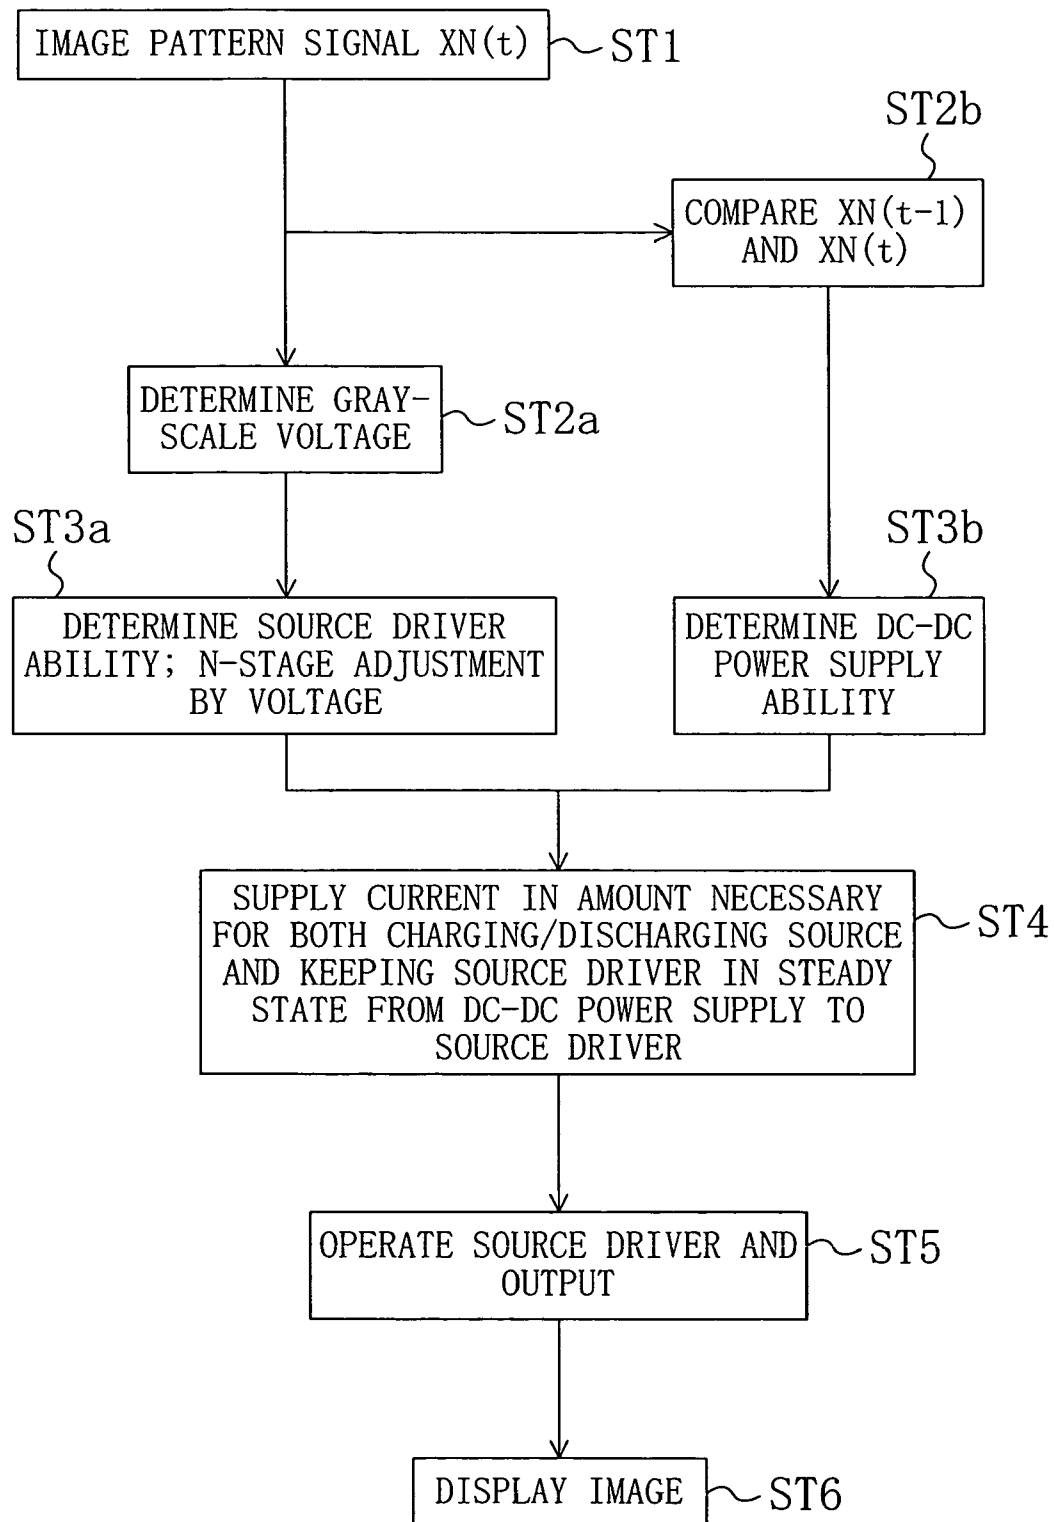 IMAGE PATTERN SIGNAL XN(t)
ST1
ST2b
COMPARE XN(t-1)
AND XN(t)
DETERMINE GRAY-
SCALE VOLTAGE
ST2a
ST3a
DETERMINE SOURCE DRIVER
ABILITY; N-STAGE ADJUSTMENT
BY VOLTAGE
ST3b
DETERMINE DC-DC
POWER SUPPLY
ABILITY
SUPPLY CURRENT IN AMOUNT NECESSARY
FOR BOTH CHARGING/DISCHARGING SOURCE
AND KEEPING SOURCE DRIVER IN STEADY
STATE FROM DC-DC POWER SUPPLY TO
SOURCE DRIVER
ST4
OPERATE SOURCE DRIVER AND
OUTPUT
ST5
DISPLAY IMAGE
ST6